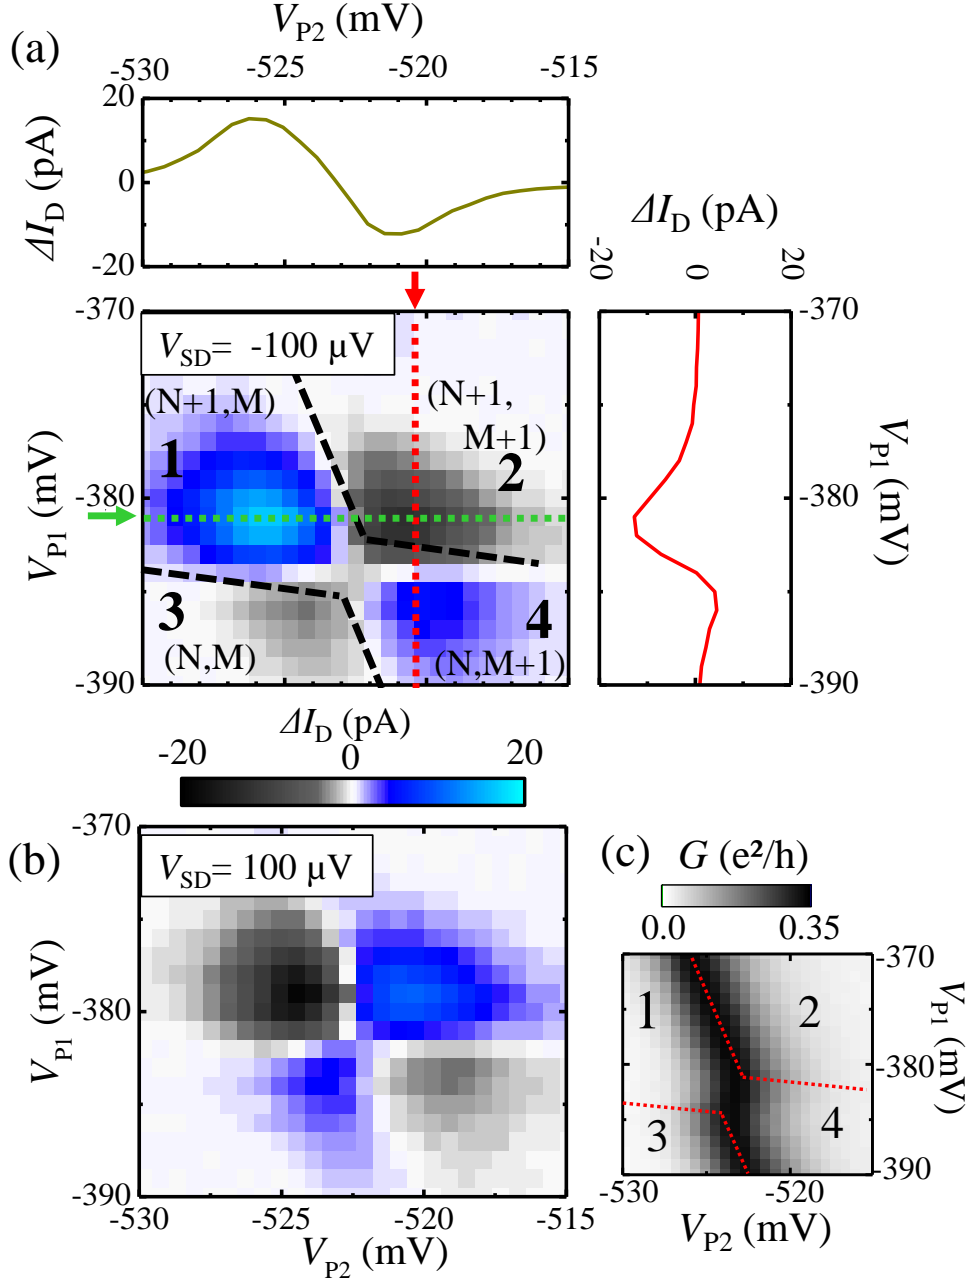 V_P2 (mV)
(a)
-530 -525 -520 -515
20
0
-20
ΔI_D (pA)
ΔI_D (pA)
-20 0 20
-370
-380
-390
V_P1 (mV)
V_SD= -100 µV
(N+1,M)
(N+1,
M+1)
1
2
3
4
(N,M)
(N,M+1)
-370
-380
-390
V_P1 (mV)
ΔI_D (pA)
-20 0 20
(b)
-370
-380
-390
V_P1 (mV)
V_SD= 100 µV
-530 -525 -520 -515
V_P2 (mV)
(c)
G (e²/h)
0.0 0.35
1
2
3
4
-370
-380
-390
V_P1 (mV)
-530 -520
V_P2 (mV)